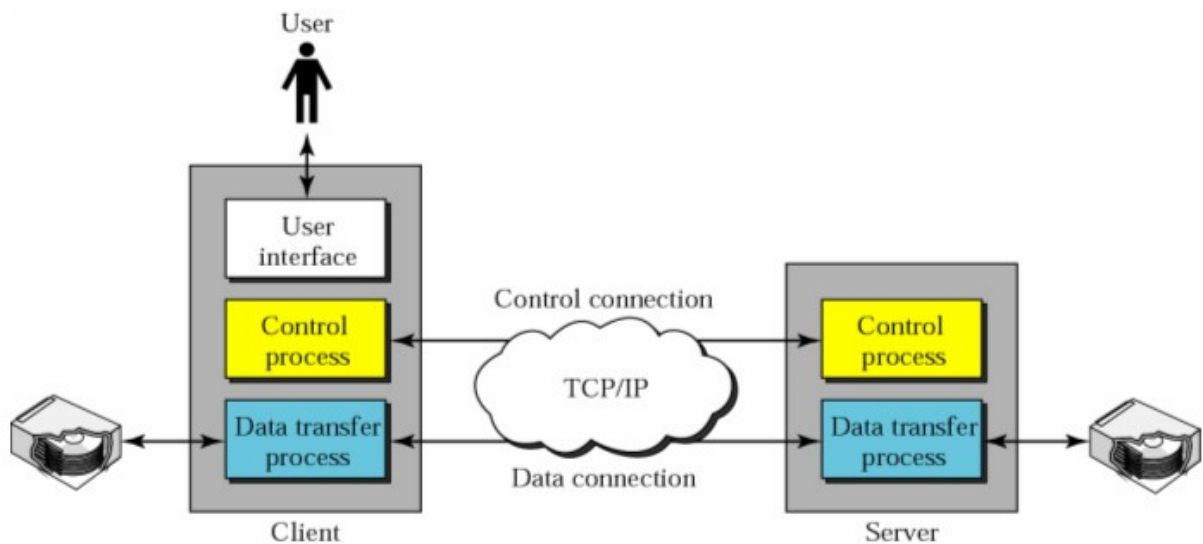 User
User
interface
Control connection
Control
process
Control
process
TCP/IP
Data transfer
process
Data transfer
process
Data connection
Client
Server